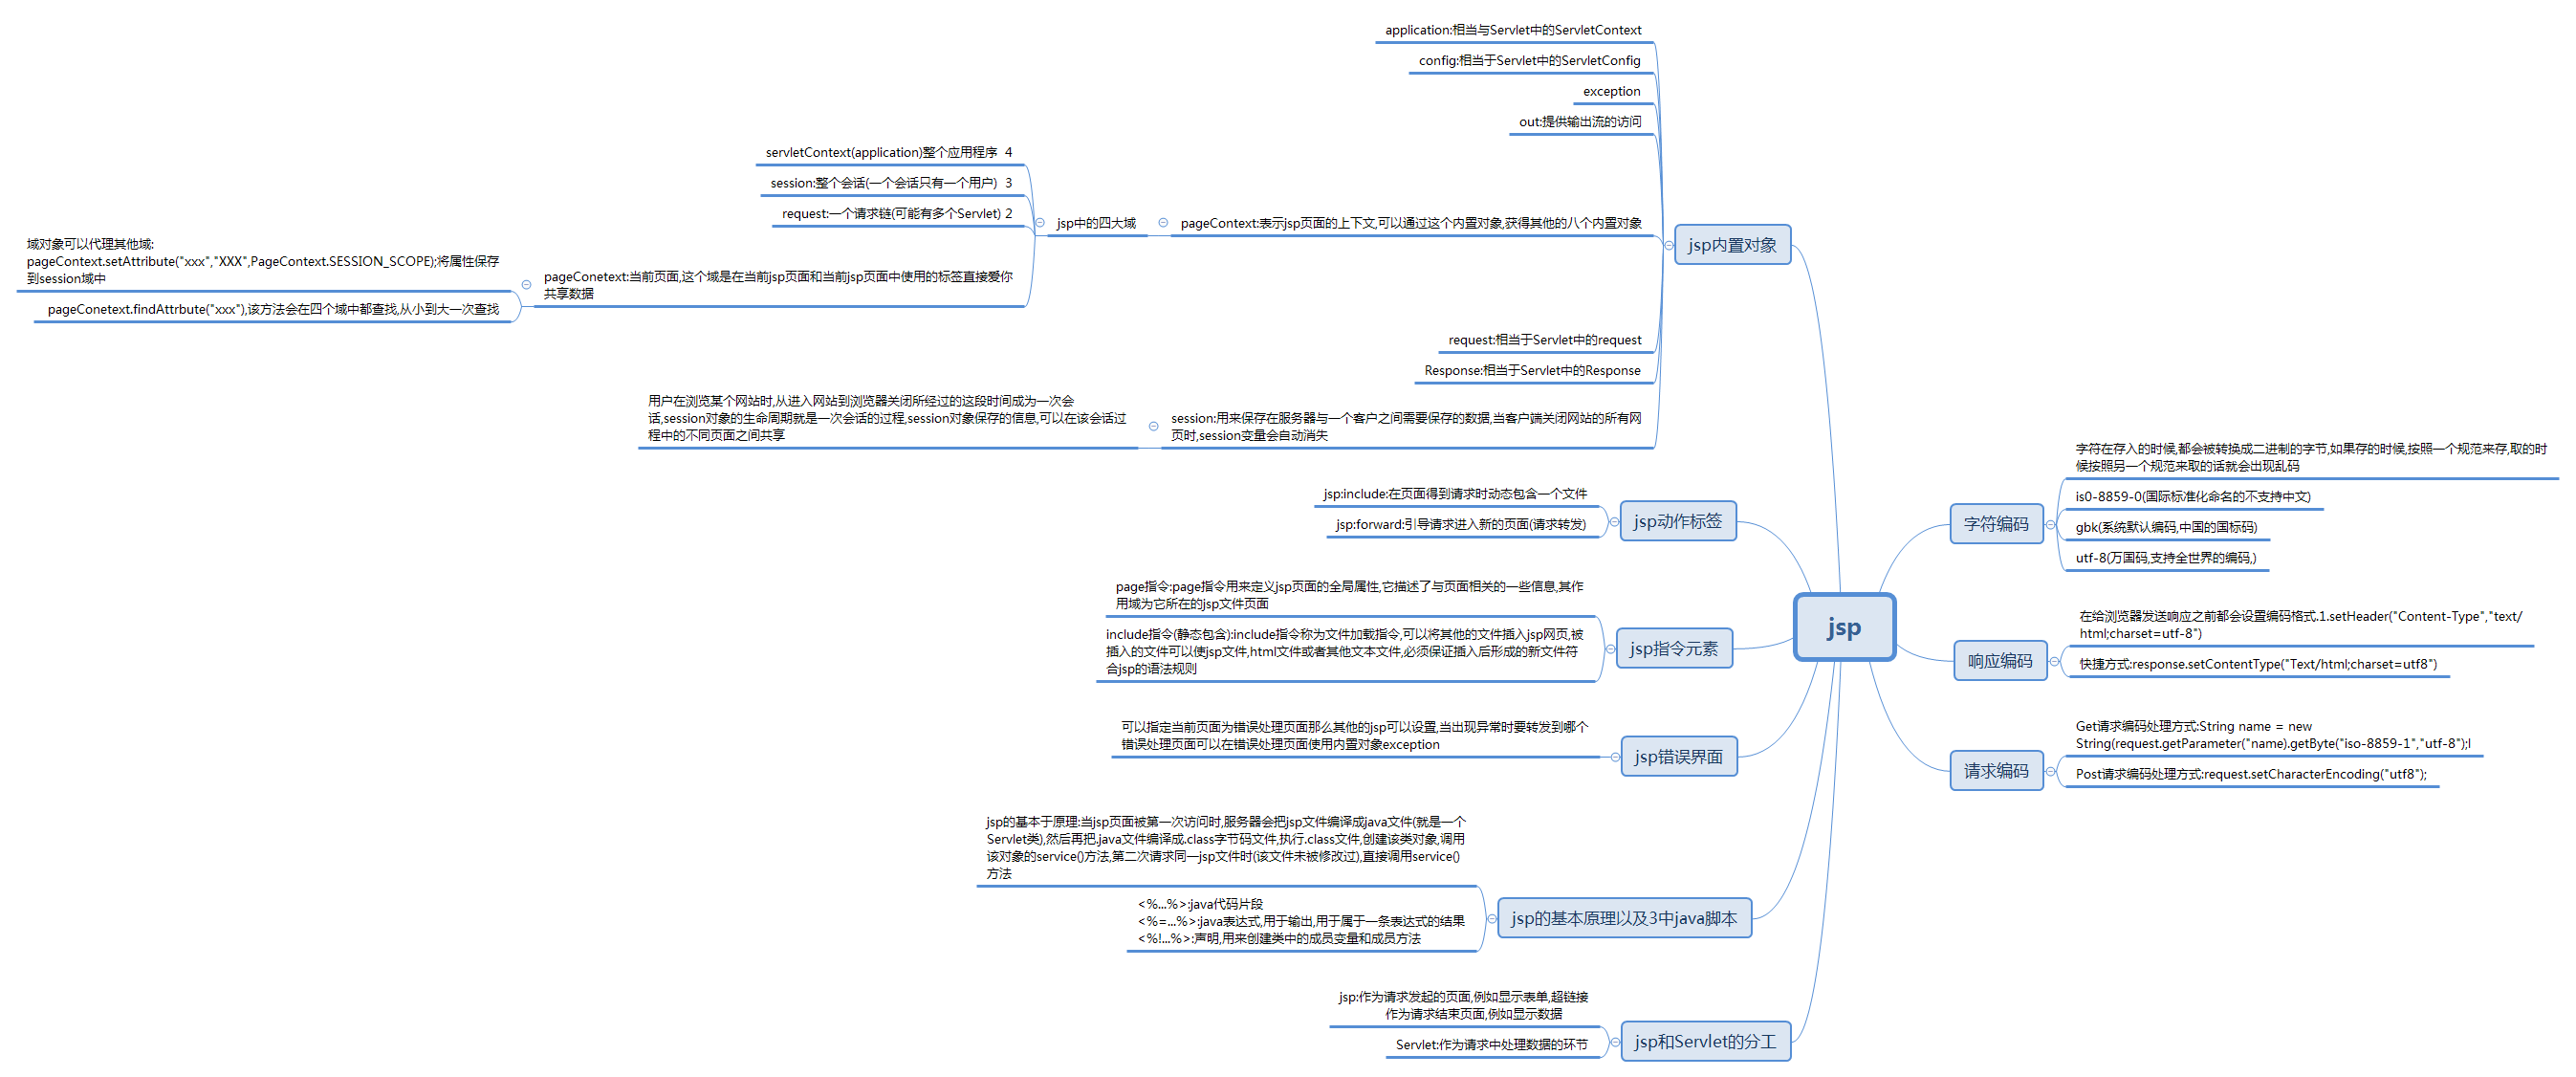 application:相当与Servlet中的ServletContext
config:相当于Servlet中的ServletConfig
exception
out:提供输出流的访问
servletContext(application)整个应用程序 4
session:整个会话(一个会话只有一个用户) 3
request:一个请求链(可能有多个Servlet) 2
jsp中的四大域
pageContext:表示jsp页面的上下文,可以通过这个内置对象,获得其他的八个内置对象
jsp内置对象
域对象可以代理其他域:
pageContext.setAttribute("xxx","XXX",PageContext.SESSION_SCOPE);将属性保存
到session域中
pageConetext.findAttrbute("xxx"),该方法会在四个域中都查找,从小到大一次查找
pageConetext:当前页面,这个域是在当前jsp页面和当前jsp页面中使用的标签直接爱你
共享数据
request:相当于Servlet中的request
Response:相当于Servlet中的Response
用户在浏览某个网站时,从进入网站到浏览器关闭所经过的这段时间成为一次会
话,session对象的生命周期就是一次会话的过程,session对象保存的信息,可以在该会话过
程中的不同页面之间共享
session:用来保存在服务器与一个客户之间需要保存的数据,当客户端关闭网站的所有网
页时,session变量会自动消失
jsp:include:在页面得到请求时动态包含一个文件
jsp:forward:引导请求进入新的页面(请求转发)
jsp动作标签
page指令:page指令用来定义jsp页面的全局属性,它描述了与页面相关的一些信息,其作
用域为它所在的jsp文件页面
include指令(静态包含):include指令称为文件加载指令,可以将其他的文件插入jsp网页,被
插入的文件可以使jsp文件,html文件或者其他文本文件,必须保证插入后形成的新文件符
合jsp的语法规则
jsp指令元素
可以指定当前页面为错误处理页面那么其他的jsp可以设置,当出现异常时要转发到哪个
错误处理页面可以在错误处理页面使用内置对象exception
jsp错误界面
jsp的基本于原理:当jsp页面被第一次访问时,服务器会把jsp文件编译成java文件(就是一个
Servlet类),然后再把.java文件编译成.class字节码文件,执行.class文件,创建该类对象,调用
该对象的service()方法,第二次请求同一jsp文件时(该文件未被修改过),直接调用service()
方法
<%...%>:java代码片段
<%=...%>:java表达式,用于输出,用于属于一条表达式的结果
<%!...%>:声明,用来创建类中的成员变量和成员方法
jsp的基本原理以及3中java脚本
jsp:作为请求发起的页面,例如显示表单,超链接
作为请求结束页面,例如显示数据
Servlet:作为请求中处理数据的环节
jsp和Servlet的分工
jsp
字符编码
字符在存入的时候,都会被转换成二进制的字节,如果存的时候,按照一个规范来存,取的时
候按照另一个规范来取的话就会出现乱码
is0-8859-0(国际标准化命名的不支持中文)
gbk(系统默认编码,中国的国标码)
utf-8(万国码,支持全世界的编码,)
响应编码
在给浏览器发送响应之前都会设置编码格式.1.setHeader("Content-Type","text/
html;charset=utf-8")
快捷方式:response.setContentType("Text/html;charset=utf8")
请求编码
Get请求编码处理方式:String name = new
String(request.getParameter("name).getByte("iso-8859-1","utf-8");l
Post请求编码处理方式:request.setCharacterEncoding("utf8");